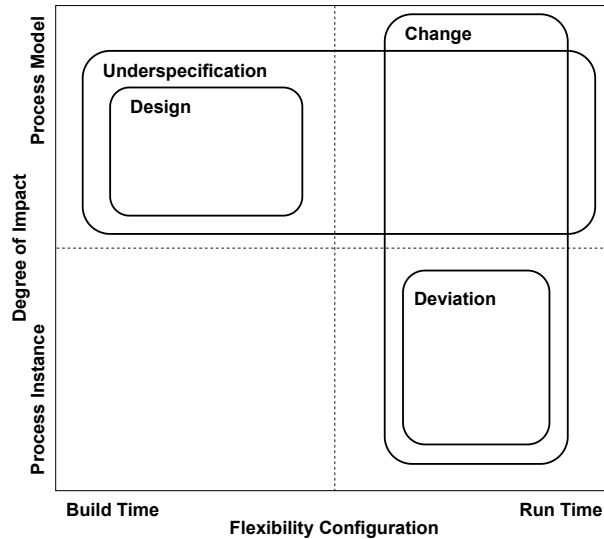 Change
Underspecification
Design
Deviation
Process Model
Degree of Impact
Process Instance
Build Time
Run Time
Flexibility Configuration